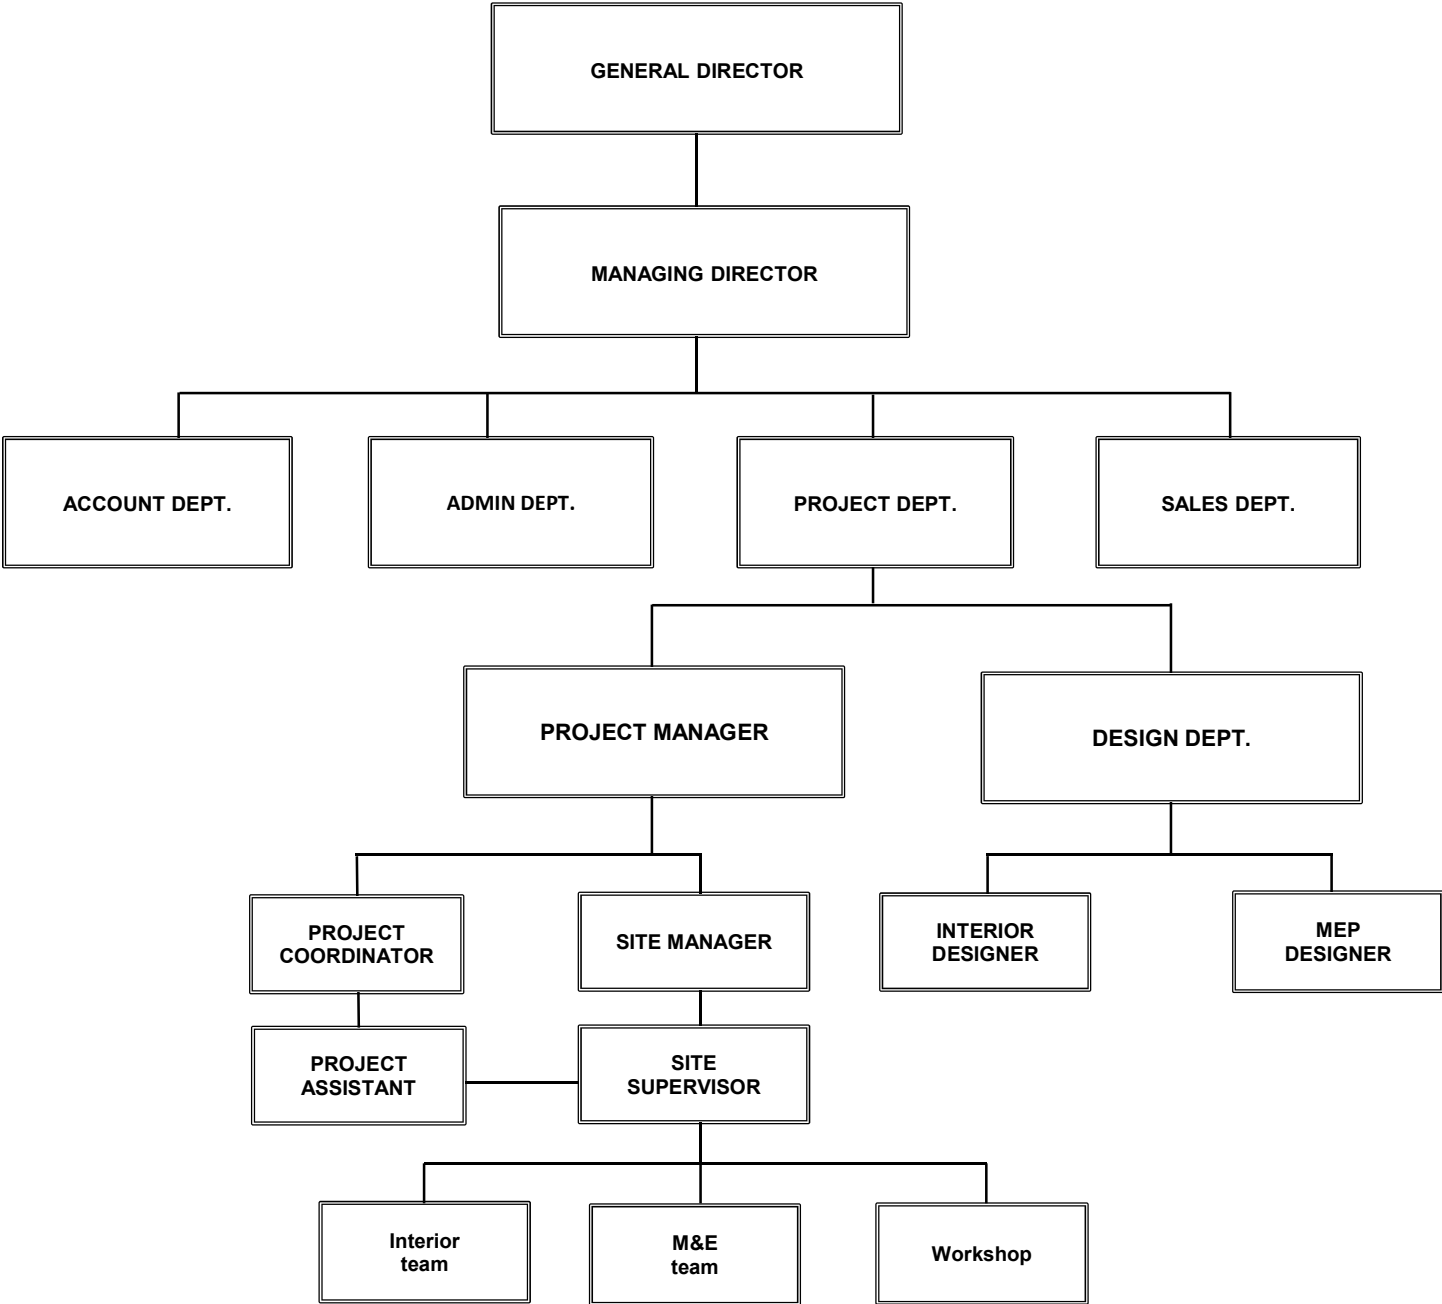 GENERAL DIRECTOR
MANAGING DIRECTOR
ACCOUNT DEPT.
ADMIN DEPT.
PROJECT DEPT.
SALES DEPT.
PROJECT MANAGER
DESIGN DEPT.
PROJECT
COORDINATOR
SITE MANAGER
INTERIOR
DESIGNER
MEP
DESIGNER
PROJECT
ASSISTANT
SITE
SUPERVISOR
Interior
team
M&E
team
Workshop